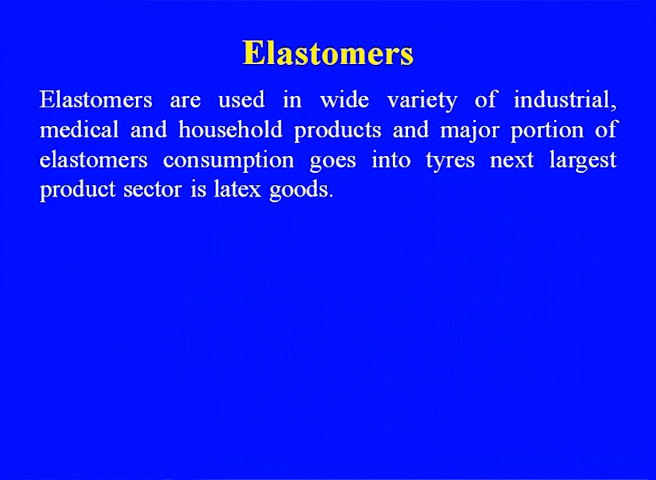 Elastomers
Elastomers are used in wide variety of industrial,
medical and household products and major portion of
elastomers consumption goes into tyres next largest
product sector is latex goods.